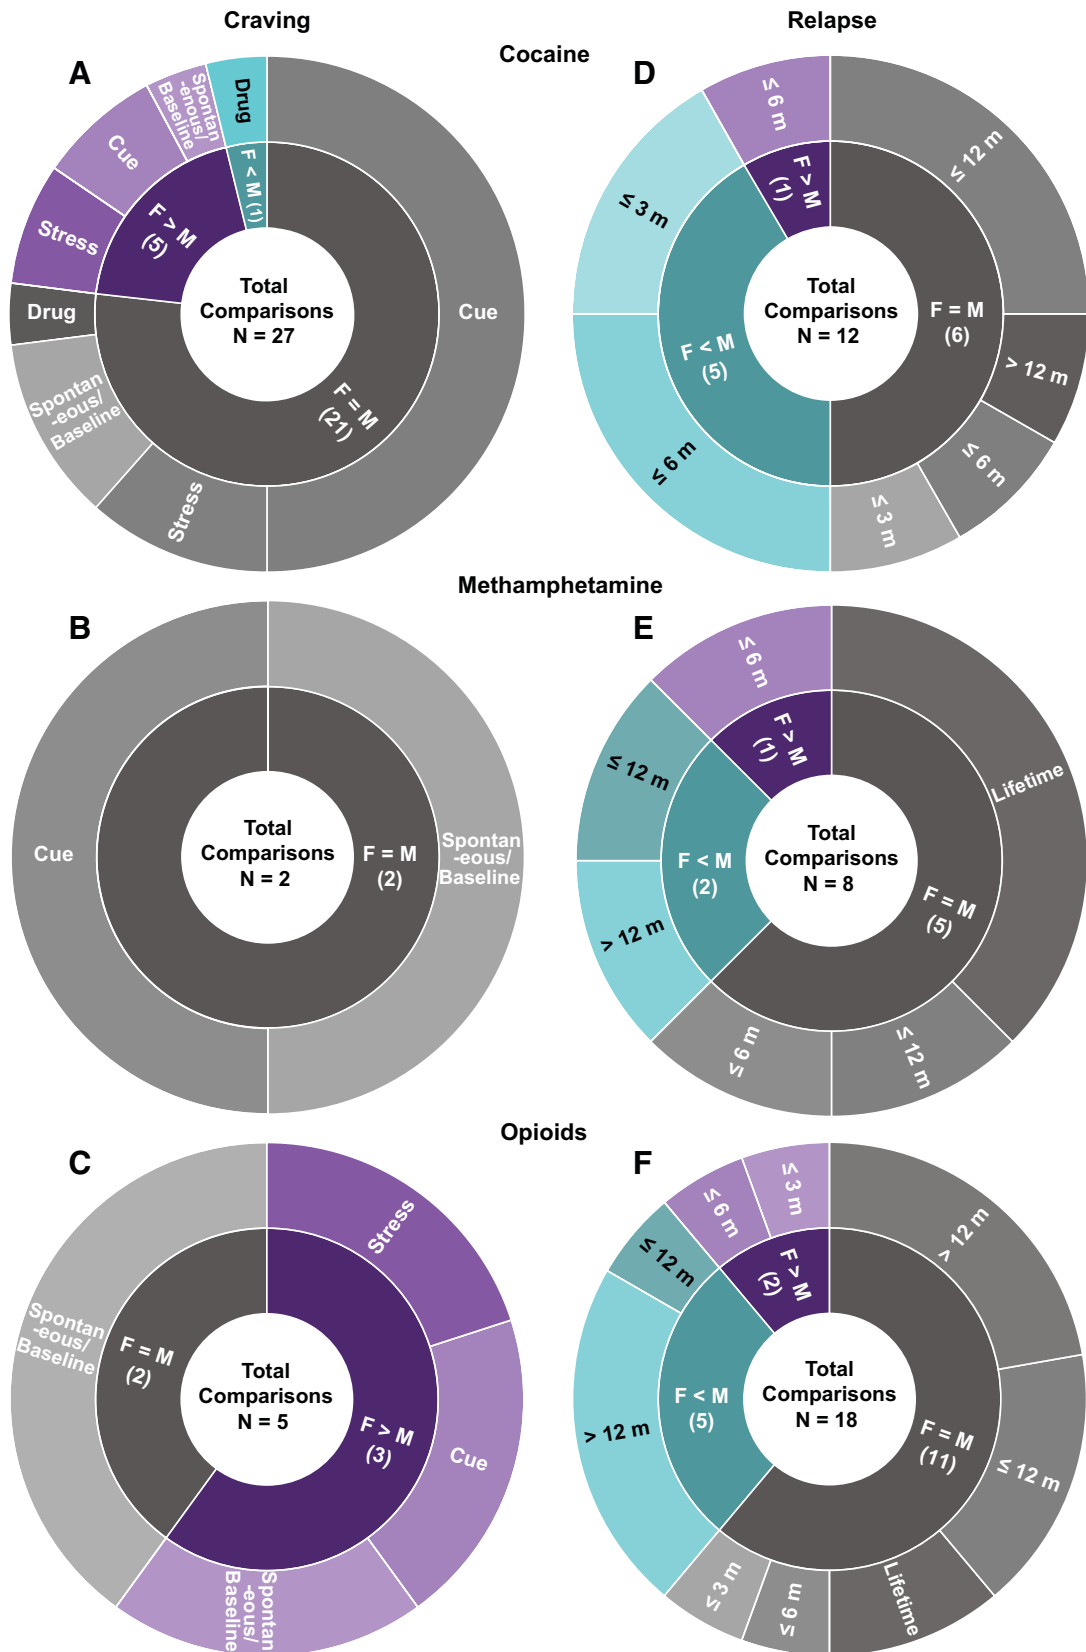 Craving
Relapse
Cocaine
A
Drug
Spontan
-enous/
Baseline
Cue
Stress
Drug
Spontan
-eous/
Baseline
Stress
Cue
F < M (1)
F > M
(5)
F = M
(21)
Total
Comparisons
N = 27
D
≤ 6 m
≤ 12 m
≤ 3 m
> 12 m
≤ 6 m
≤ 6 m
≤ 3 m
F > M
(1)
F < M
(5)
F = M
(6)
Total
Comparisons
N = 12
Methamphetamine
B
Cue
Total
Comparisons
N = 2
F = M
(2)
Spontan
-eous/
Baseline
E
≤ 6 m
Lifetime
≤ 12 m
> 12 m
≤ 6 m
≤ 12 m
F > M
(1)
F < M
(2)
F = M
(5)
Total
Comparisons
N = 8
Opioids
C
Stress
Cue
Spontan
-eous/
Baseline
Spontan
-eous/
Baseline
F = M
(2)
F > M
(3)
Total
Comparisons
N = 5
F
≤ 6 m
≤ 3 m
> 12 m
≤ 12 m
> 12 m
≤ 12 m
≤ 3 m
≤ 6 m
Lifetime
F > M
(2)
F < M
(5)
F = M
(11)
Total
Comparisons
N = 18